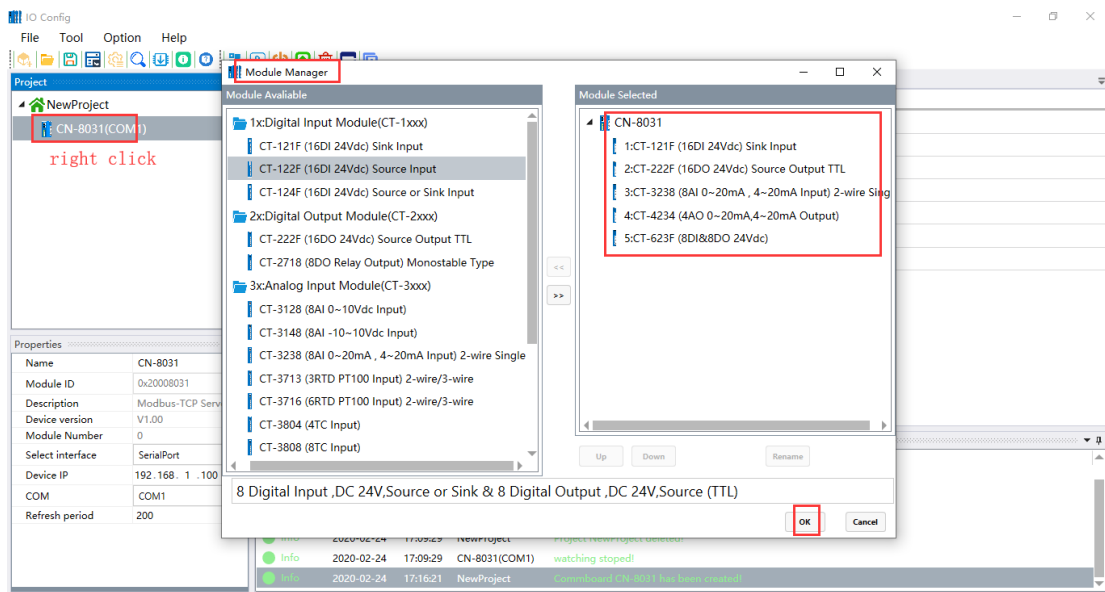 IO Config
File Tool Option Help
Project
NewProject
CN-8031(COM1)
right click
Module Manager
Module Avaliable
1x:Digital Input Module(CT-1xxx)
CT-121F (16DI 24Vdc) Sink Input
CT-122F (16DI 24Vdc) Source Input
CT-124F (16DI 24Vdc) Source or Sink Input
2x:Digital Output Module(CT-2xxx)
CT-222F (16DO 24Vdc) Source Output TTL
CT-2718 (8DO Relay Output) Monostable Type
3x:Analog Input Module(CT-3xxx)
CT-3128 (8AI 0~10Vdc Input)
CT-3148 (8AI -10~10Vdc Input)
CT-3238 (8AI 0~20mA , 4~20mA Input) 2-wire Single
CT-3713 (3RTD PT100 Input) 2-wire/3-wire
CT-3716 (6RTD PT100 Input) 2-wire/3-wire
CT-3804 (4TC Input)
CT-3808 (8TC Input)
<<
>>
Module Selected
CN-8031
1:CT-121F (16DI 24Vdc) Sink Input
2:CT-222F (16DO 24Vdc) Source Output TTL
3:CT-3238 (8AI 0~20mA , 4~20mA Input) 2-wire Sing
4:CT-4234 (4AO 0~20mA,4~20mA Output)
5:CT-623F (8DI&8DO 24Vdc)
Up Down Rename
8 Digital Input ,DC 24V,Source or Sink & 8 Digital Output ,DC 24V,Source (TTL)
OK Cancel
Properties
Name CN-8031
Module ID 0x20008031
Description Modbus-TCP Serv
Device version V1.00
Module Number 0
Select interface SerialPort
Device IP 192.168. 1 .100
COM COM1
Refresh period 200
Info 2020-02-24 17:09:29 NewProject Project NewProject deleted!
Info 2020-02-24 17:09:29 CN-8031(COM1) watching stoped!
Info 2020-02-24 17:16:21 NewProject Commboard CN-8031 has been created!